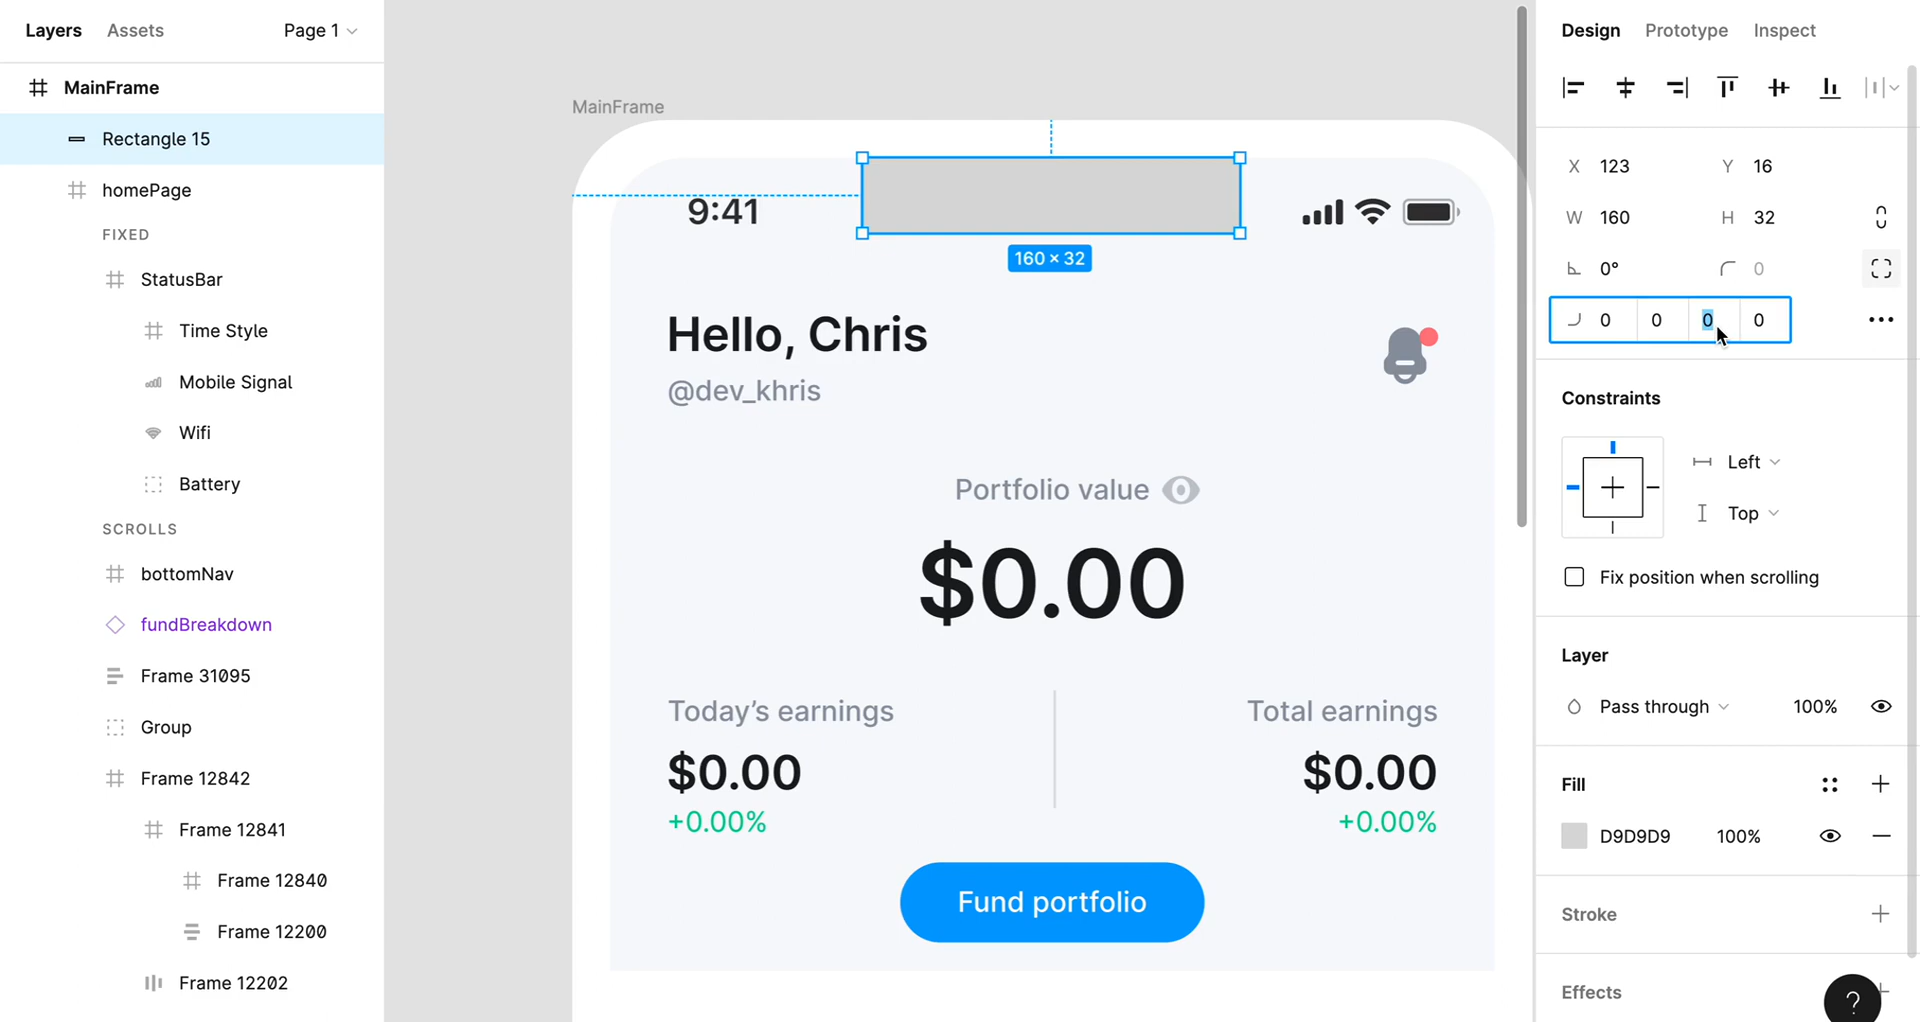 Layers Assets Page 1
MainFrame
Rectangle 15
homePage
FIXED
StatusBar
Time Style
Mobile Signal
Wifi
Battery
SCROLLS
bottomNav
fundBreakdown
Frame 31095
Group
Frame 12842
Frame 12841
Frame 12840
Frame 12200
Frame 12202
MainFrame
9:41
160 × 32
Hello, Chris
@dev_khris
Portfolio value
$0.00
Today’s earnings Total earnings
$0.00 $0.00
+0.00% +0.00%
Fund portfolio
Design Prototype Inspect
X 123 Y 16
W 160 H 32
0° 0
0 0 0 0
Constraints
Left
Top
Fix position when scrolling
Layer
Pass through 100%
Fill
D9D9D9 100%
Stroke
Effects
?